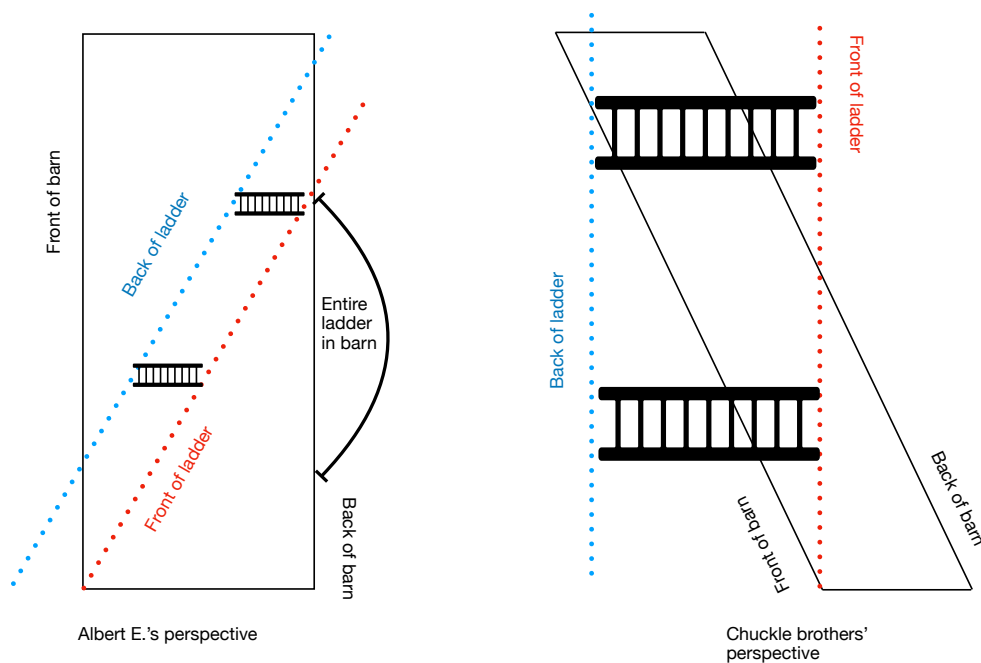 Front of barn
Back of ladder
Front of ladder
Entire
ladder
in barn
Back of barn
Albert E.'s perspective
Back of ladder
Front of ladder
Front of barn
Back of barn
Chuckle brothers'
perspective